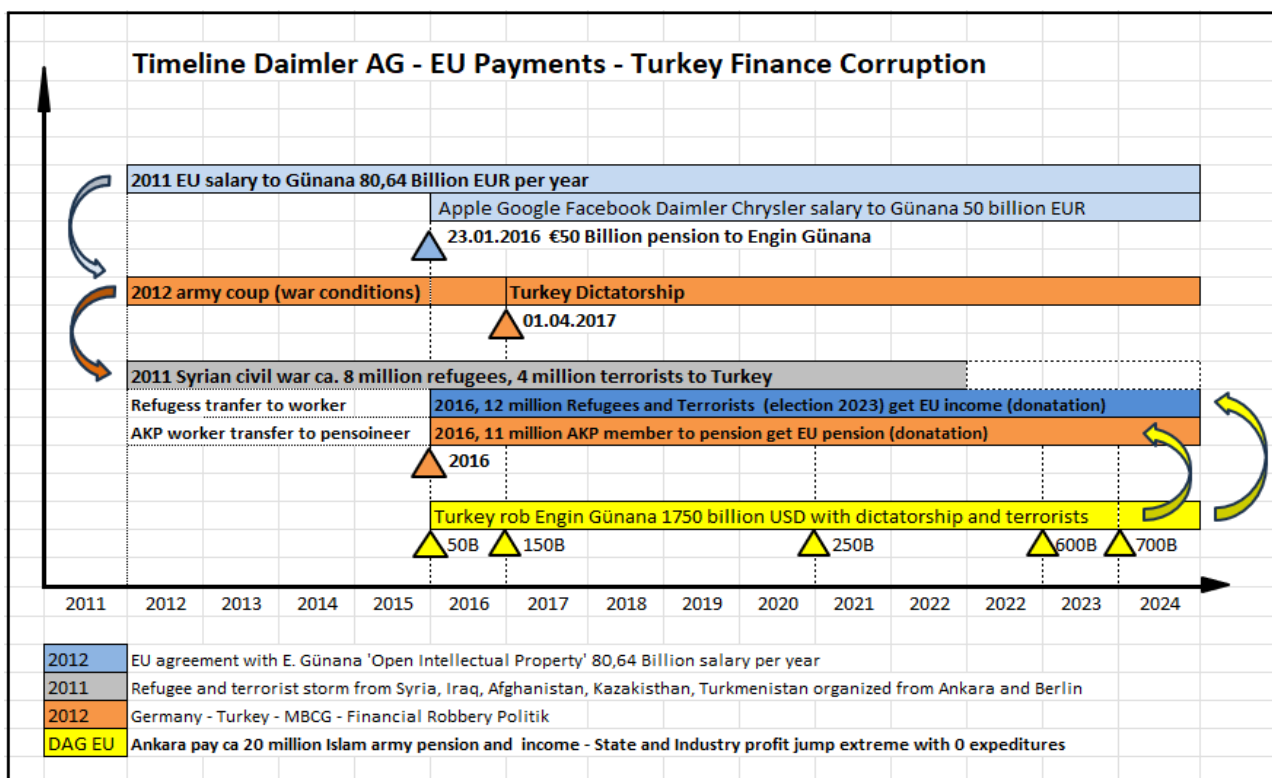 Timeline Daimler AG - EU Payments - Turkey Finance Corruption
2011 EU salary to Günana 80,64 Billion EUR per year
Apple Google Facebook Daimler Chrysler salary to Günana 50 billion EUR
23.01.2016 €50 Billion pension to Engin Günana
2012 army coup (war conditions)
Turkey Dictatorship
01.04.2017
2011 Syrian civil war ca. 8 million refugees, 4 million terrorists to Turkey
Refugess tranfer to worker
2016, 12 million Refugees and Terrorists (election 2023) get EU income (donatation)
AKP worker transfer to pensoineer
2016, 11 million AKP member to pension get EU pension (donatation)
2016
Turkey rob Engin Günana 1750 billion USD with dictatorship and terrorists
50B
150B
250B
600B
700B
2011 2012 2013 2014 2015 2016 2017 2018 2019 2020 2021 2022 2022 2023 2024
2012 EU agreement with E. Günana 'Open Intellectual Property' 80,64 Billion salary per year
2011 Refugee and terrorist storm from Syria, Iraq, Afghanistan, Kazakisthan, Turkmenistan organized from Ankara and Berlin
2012 Germany - Turkey - MBCG - Financial Robbery Politik
DAG EU Ankara pay ca 20 million Islam army pension and income - State and Industry profit jump extreme with 0 expeditures